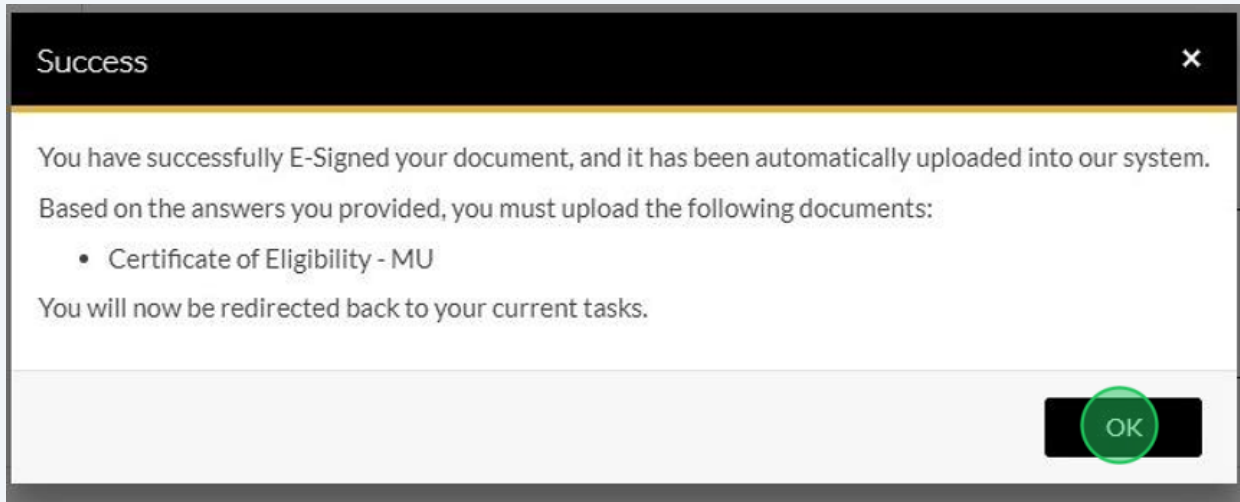 Success ×
You have successfully E-Signed your document, and it has been automatically uploaded into our system.
Based on the answers you provided, you must upload the following documents:
• Certificate of Eligibility - MU
You will now be redirected back to your current tasks.
OK